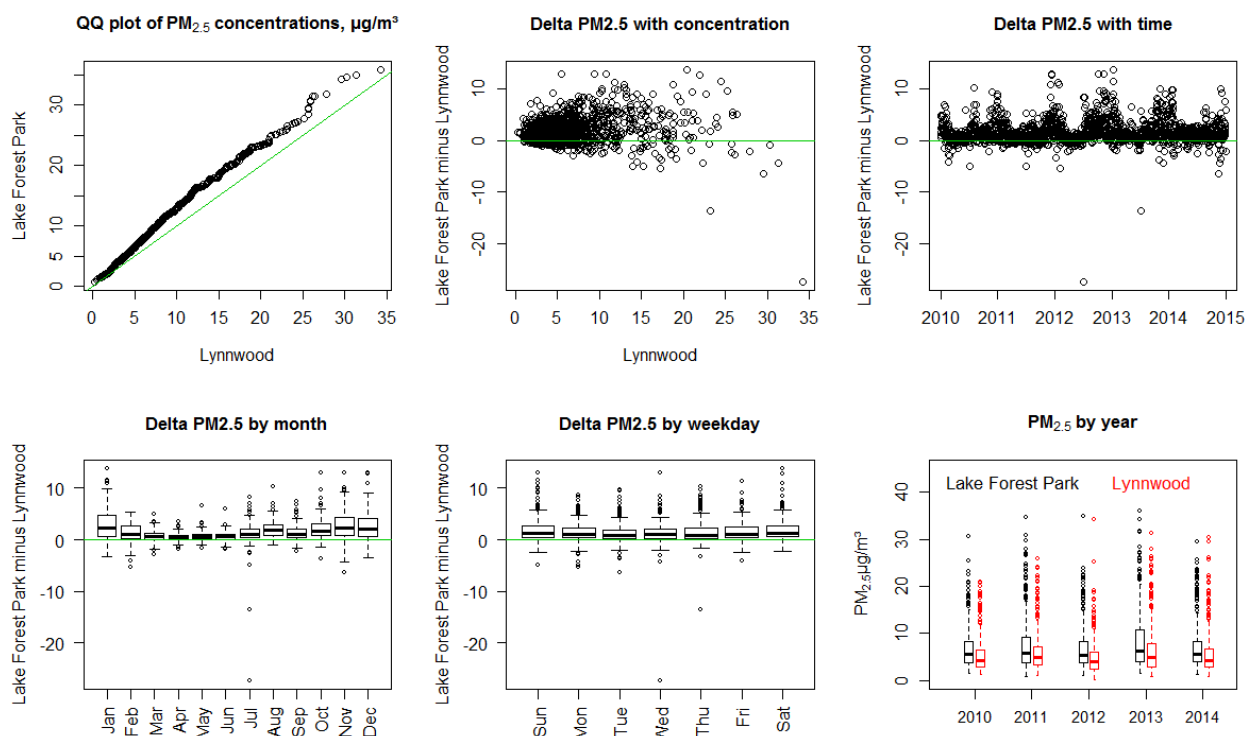 QQ plot of PM₂.₅ concentrations, µg/m³
Lake Forest Park
0 5 10 20 30
0 5 10 15 20 25 30 35
Lynnwood
Delta PM2.5 with concentration
Lake Forest Park minus Lynnwood
-20 -10 0 10
0 5 10 15 20 25 30 35
Lynnwood
Delta PM2.5 with time
Lake Forest Park minus Lynnwood
-20 -10 0 10
2010 2011 2012 2013 2014 2015
Delta PM2.5 by month
Lake Forest Park minus Lynnwood
-20 -10 0 10
Jan Feb Mar Apr May Jun Jul Aug Sep Oct Nov Dec
Delta PM2.5 by weekday
Lake Forest Park minus Lynnwood
-20 -10 0 10
Sun Mon Tue Wed Thu Fri Sat
PM₂.₅ by year
Lake Forest Park Lynnwood
PM₂.₅µg/m³
0 10 20 30 40
2010 2011 2012 2013 2014